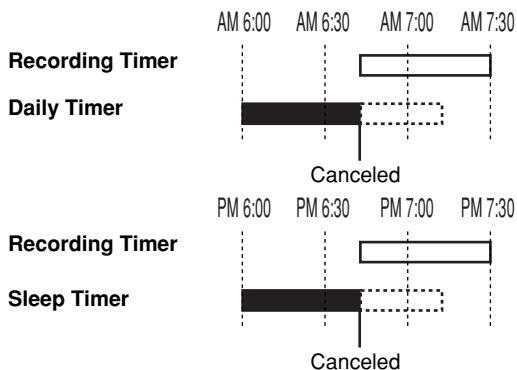 AM 6:00 AM 6:30 AM 7:00 AM 7:30
Recording Timer
Daily Timer
Canceled
PM 6:00 PM 6:30 PM 7:00 PM 7:30
Recording Timer
Sleep Timer
Canceled